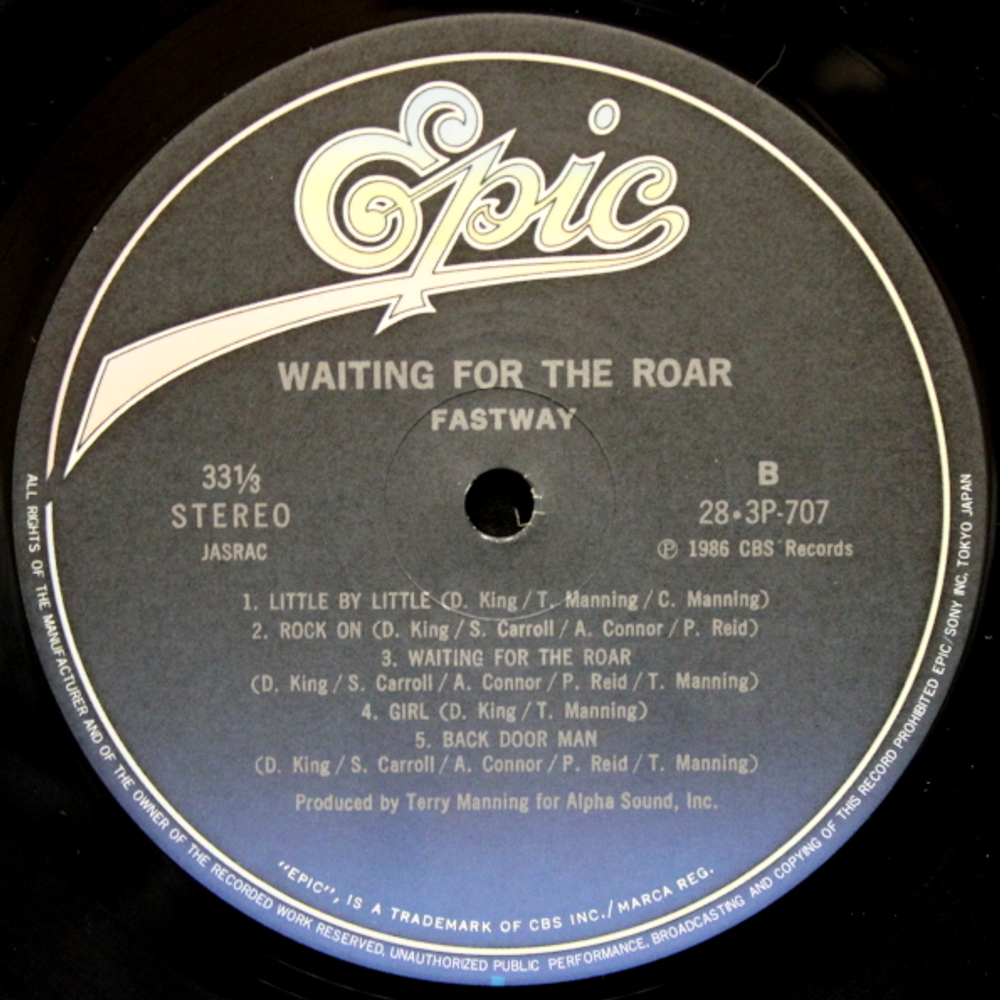 Epic
WAITING FOR THE ROAR
FASTWAY
33⅓
STEREO
JASRAC
B
28・3P-707
Ⓟ 1986 CBS Records
1. LITTLE BY LITTLE (D. King / T. Manning / C. Manning)
2. ROCK ON (D. King / S. Carroll / A. Connor / P. Reid)
3. WAITING FOR THE ROAR
(D. King / S. Carroll / A. Connor / P. Reid / T. Manning)
4. GIRL (D. King / T. Manning)
5. BACK DOOR MAN
(D. King / S. Carroll / A. Connor / P. Reid / T. Manning)
Produced by Terry Manning for Alpha Sound, Inc.
"EPIC", IS A TRADEMARK OF CBS INC./MARCA REG.
ALL RIGHTS OF THE MANUFACTURER AND OF THE OWNER OF THE RECORDED WORK RESERVED, UNAUTHORIZED PUBLIC PERFORMANCE, BROADCASTING AND COPYING OF THIS RECORD PROHIBITED EPIC/SONY INC, TOKYO JAPAN